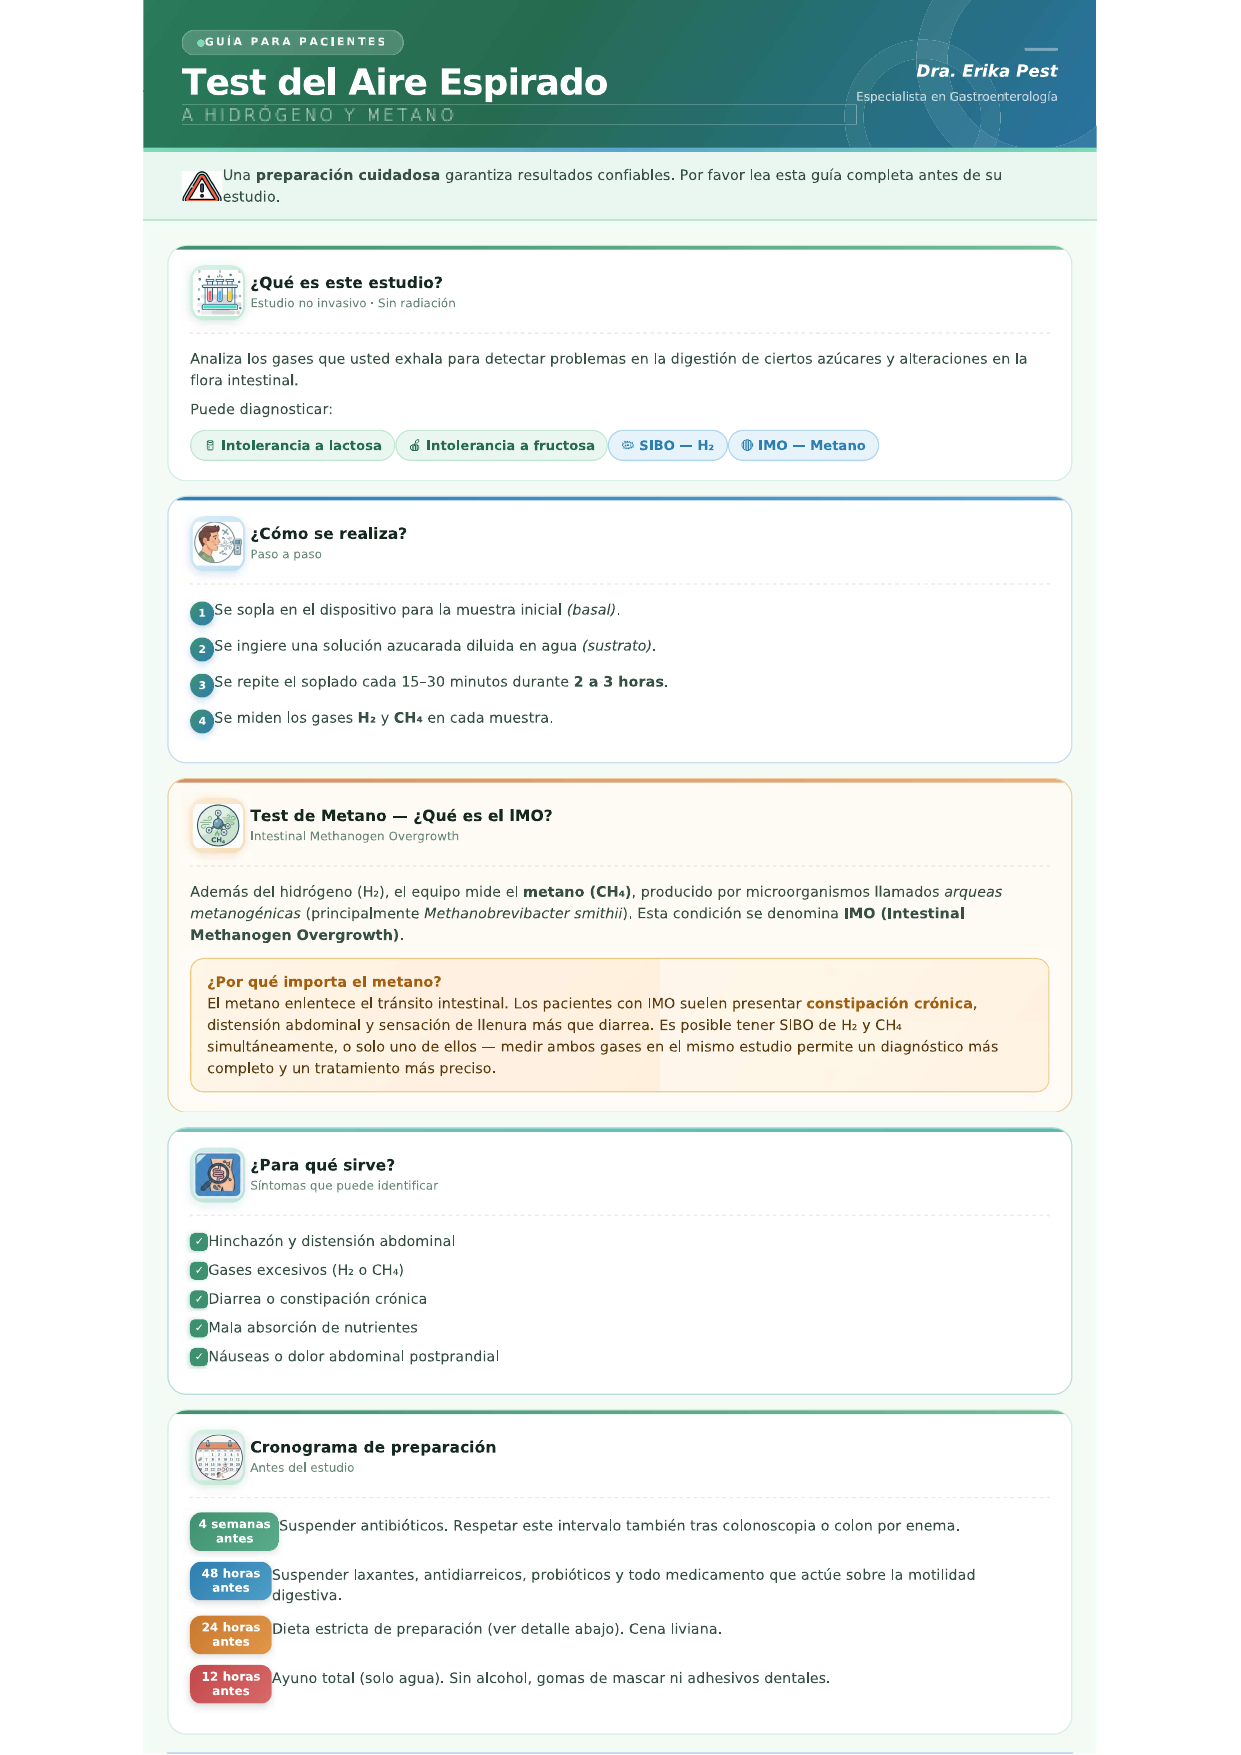 GUÍA PARA PACIENTES
Test del Aire Espirado
A HIDRÓGENO Y METANO
Dra. Erika Pest
Especialista en Gastroenterología
Una preparación cuidadosa garantiza resultados confiables. Por favor lea esta guía completa antes de su
estudio.
¿Qué es este estudio?
Estudio no invasivo · Sin radiación
Analiza los gases que usted exhala para detectar problemas en la digestión de ciertos azúcares y alteraciones en la
flora intestinal.
Puede diagnosticar:
Intolerancia a lactosa
Intolerancia a fructosa
SIBO — H₂
IMO — Metano
¿Cómo se realiza?
Paso a paso
1 Se sopla en el dispositivo para la muestra inicial (basal).
2 Se ingiere una solución azucarada diluida en agua (sustrato).
3 Se repite el soplado cada 15–30 minutos durante 2 a 3 horas.
4 Se miden los gases H₂ y CH₄ en cada muestra.
CH₄
Test de Metano — ¿Qué es el IMO?
Intestinal Methanogen Overgrowth
Además del hidrógeno (H₂), el equipo mide el metano (CH₄), producido por microorganismos llamados arqueas
metanogénicas (principalmente Methanobrevibacter smithii). Esta condición se denomina IMO (Intestinal
Methanogen Overgrowth).
¿Por qué importa el metano?
El metano enlentece el tránsito intestinal. Los pacientes con IMO suelen presentar constipación crónica,
distensión abdominal y sensación de llenura más que diarrea. Es posible tener SIBO de H₂ y CH₄
simultáneamente, o solo uno de ellos — medir ambos gases en el mismo estudio permite un diagnóstico más
completo y un tratamiento más preciso.
¿Para qué sirve?
Síntomas que puede identificar
✓ Hinchazón y distensión abdominal
✓ Gases excesivos (H₂ o CH₄)
✓ Diarrea o constipación crónica
✓ Mala absorción de nutrientes
✓ Náuseas o dolor abdominal postprandial
Cronograma de preparación
Antes del estudio
4 semanas
antes
Suspender antibióticos. Respetar este intervalo también tras colonoscopia o colon por enema.
48 horas
antes
Suspender laxantes, antidiarreicos, probióticos y todo medicamento que actúe sobre la motilidad
digestiva.
24 horas
antes
Dieta estricta de preparación (ver detalle abajo). Cena liviana.
12 horas
antes
Ayuno total (solo agua). Sin alcohol, gomas de mascar ni adhesivos dentales.